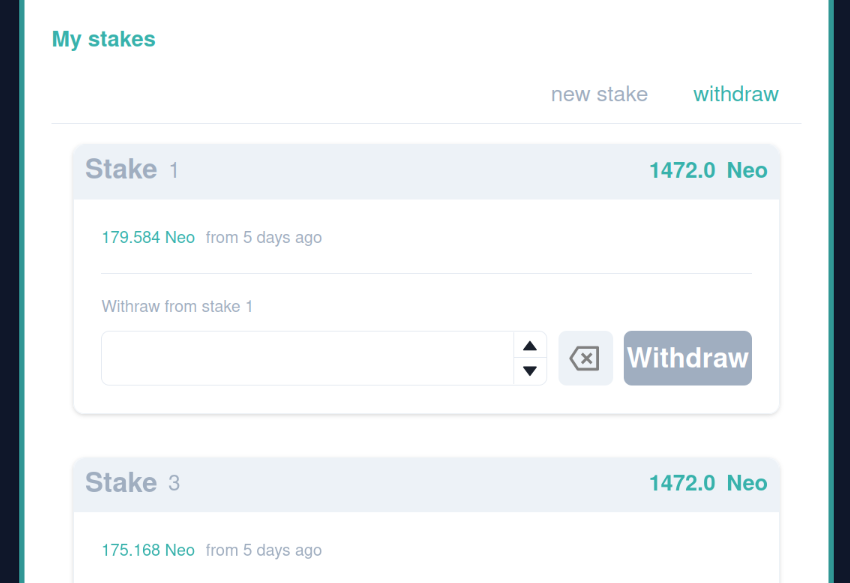 My stakes
new stake withdraw
Stake 1 1472.0 Neo
179.584 Neo from 5 days ago
Withraw from stake 1
Withdraw
Stake 3 1472.0 Neo
175.168 Neo from 5 days ago